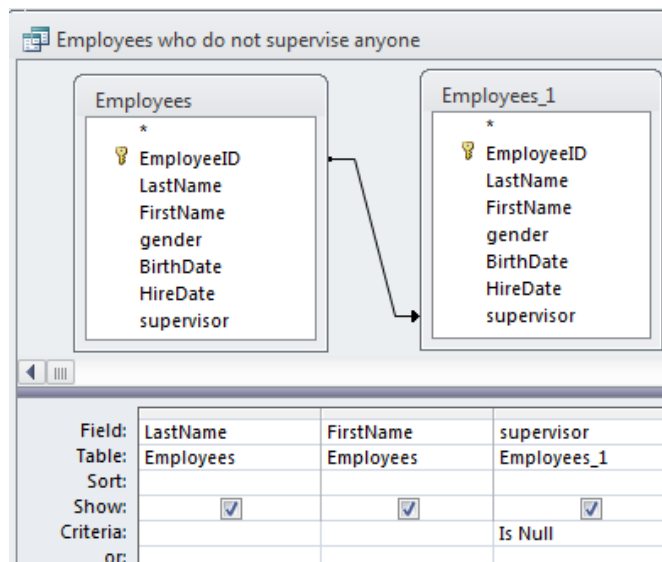 Employees who do not supervise anyone
Employees
*
EmployeeID
LastName
FirstName
gender
BirthDate
HireDate
supervisor
Employees_1
*
EmployeeID
LastName
FirstName
gender
BirthDate
HireDate
supervisor
Field: LastName FirstName supervisor
Table: Employees Employees Employees_1
Sort:
Show:
Criteria: Is Null
or: